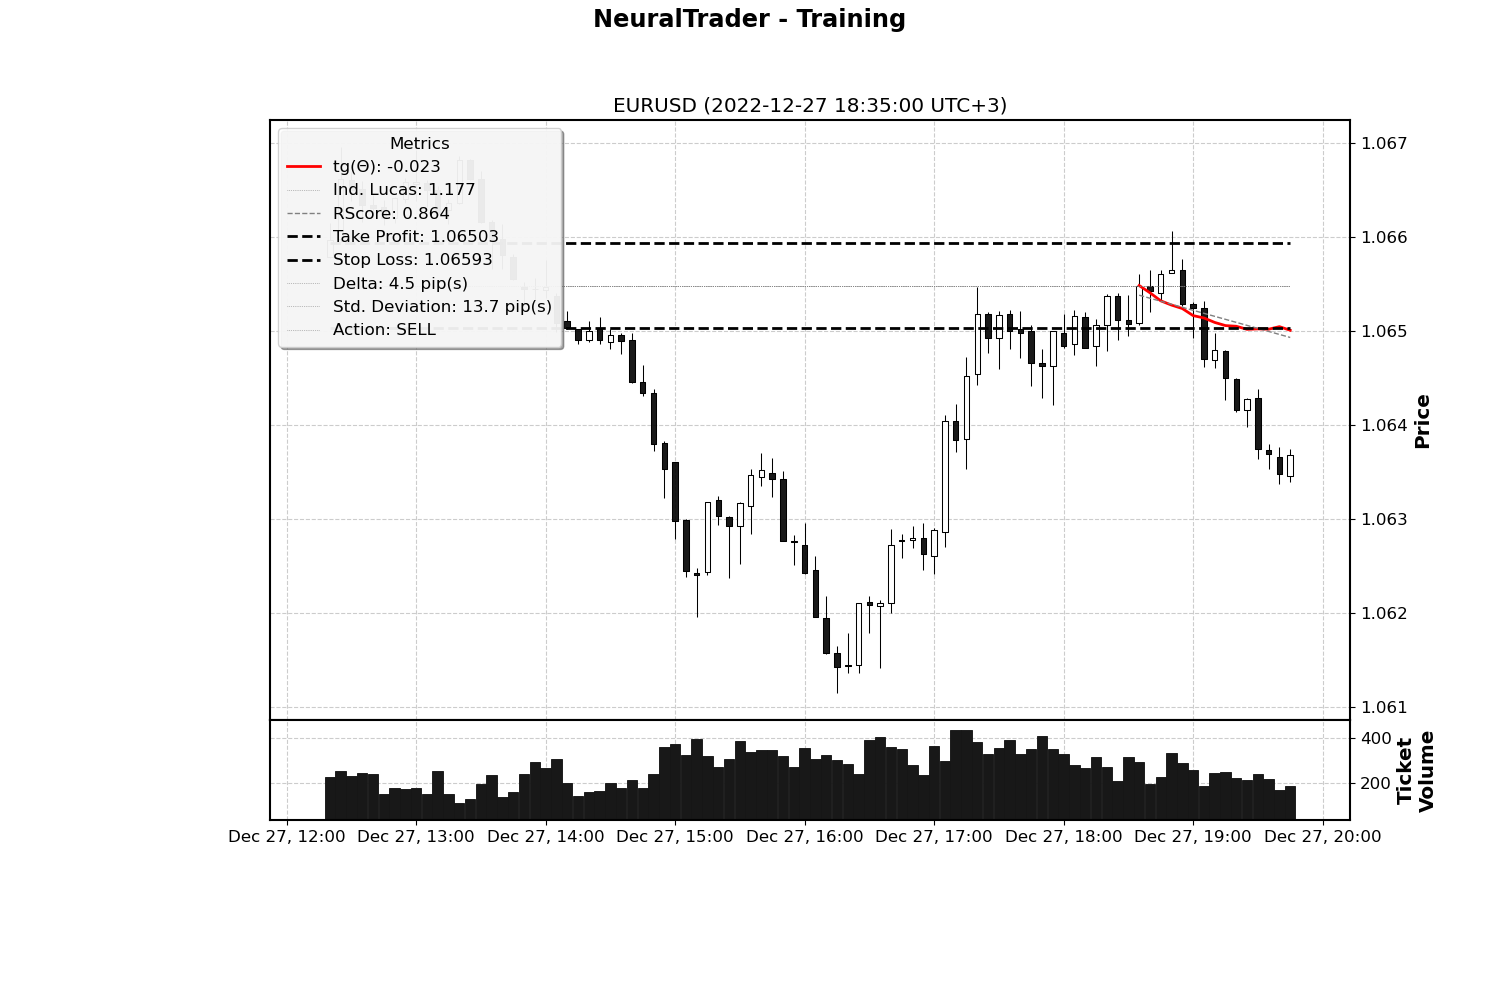 NeuralTrader - Training
EURUSD (2022-12-27 18:35:00 UTC+3)
Metrics
tg(Θ): -0.023
Ind. Lucas: 1.177
RScore: 0.864
Take Profit: 1.06503
Stop Loss: 1.06593
Delta: 4.5 pip(s)
Std. Deviation: 13.7 pip(s)
Action: SELL
1.067
1.066
1.065
1.064
1.063
1.062
1.061
Price
400
200
Ticket
Volume
Dec 27, 12:00 Dec 27, 13:00 Dec 27, 14:00 Dec 27, 15:00 Dec 27, 16:00 Dec 27, 17:00 Dec 27, 18:00 Dec 27, 19:00 Dec 27, 20:00